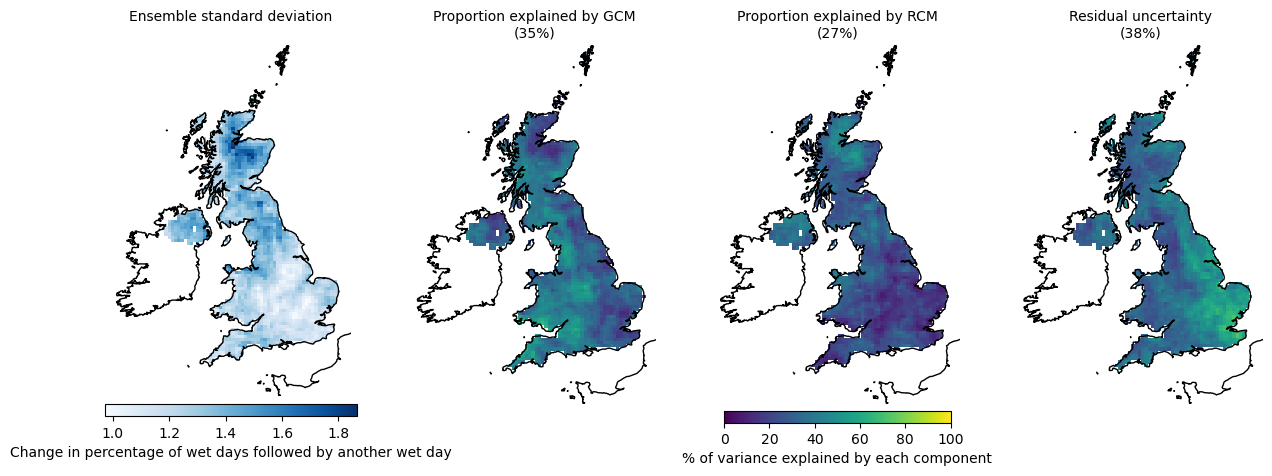 Ensemble standard deviation
Proportion explained by GCM
(35%)
Proportion explained by RCM
(27%)
Residual uncertainty
(38%)
1.0 1.2 1.4 1.6 1.8
Change in percentage of wet days followed by another wet day
0 20 40 60 80 100
% of variance explained by each component